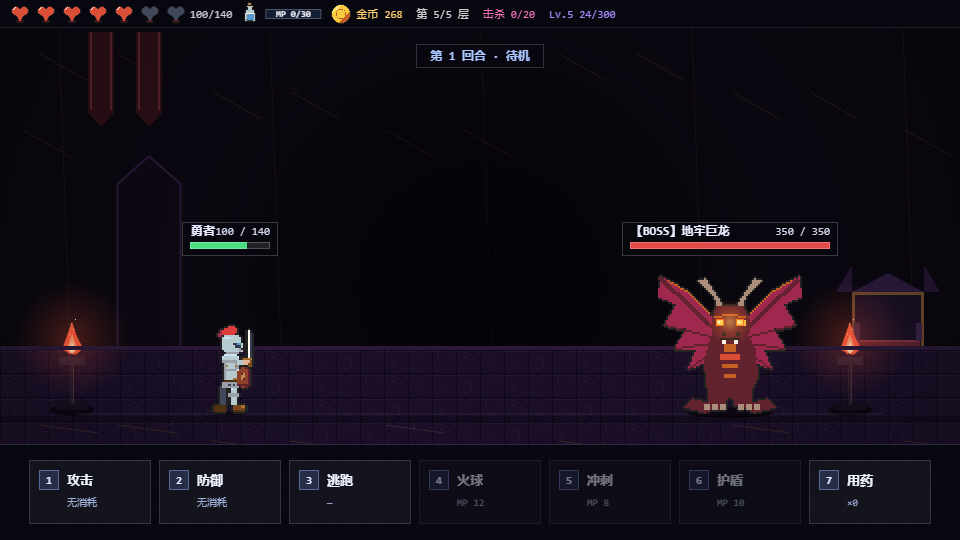 100/140 MP 0/30 金币 268 第 5/5 层 击杀 0/20 Lv.5 24/300
第 1 回合 · 待机
勇者100 / 140
【BOSS】地牢巨龙 350 / 350
1 攻击
无消耗
2 防御
无消耗
3 逃跑
—
4 火球
MP 12
5 冲刺
MP 8
6 护盾
MP 10
7 用药
×0